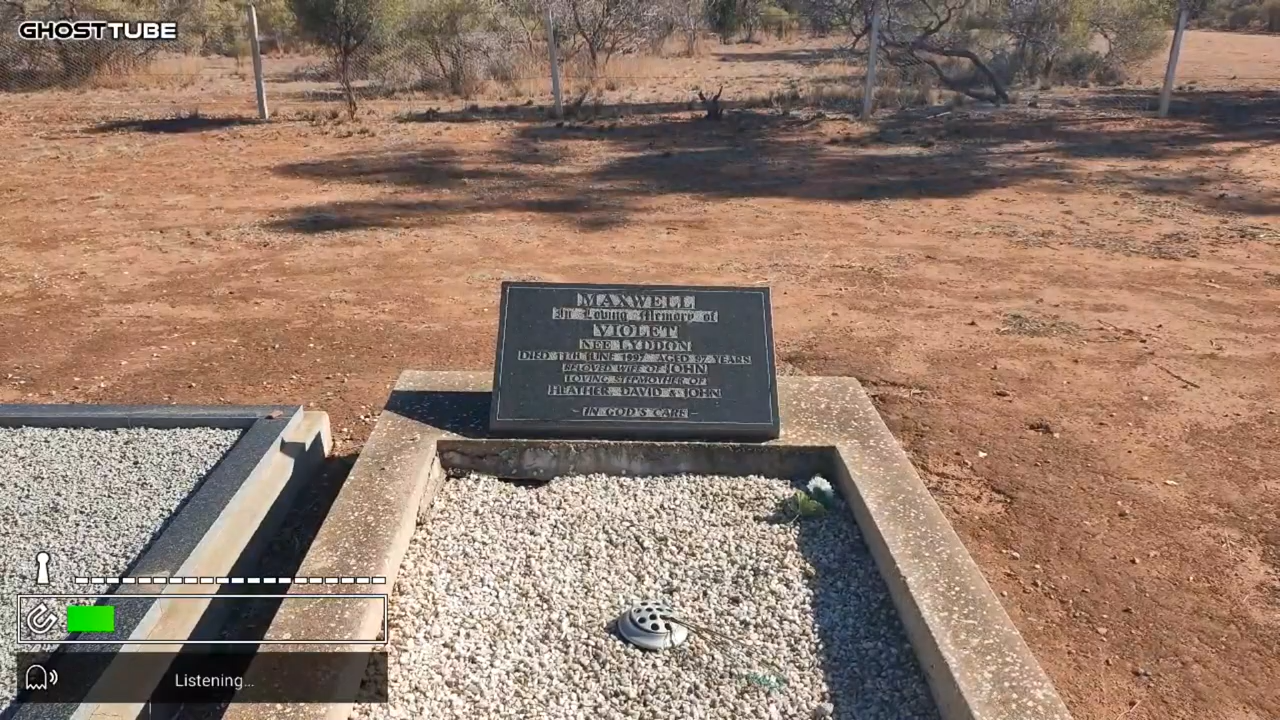 GHOSTTUBE
MAXWELL
In Loving Memory of
VIOLET
NEE LYDDON
DIED 11TH JUNE 1997 AGED 97 YEARS
BELOVED WIFE OF JOHN
LOVING STEPMOTHER OF
HEATHER, DAVID & JOHN
IN GOD'S CARE
Listening...